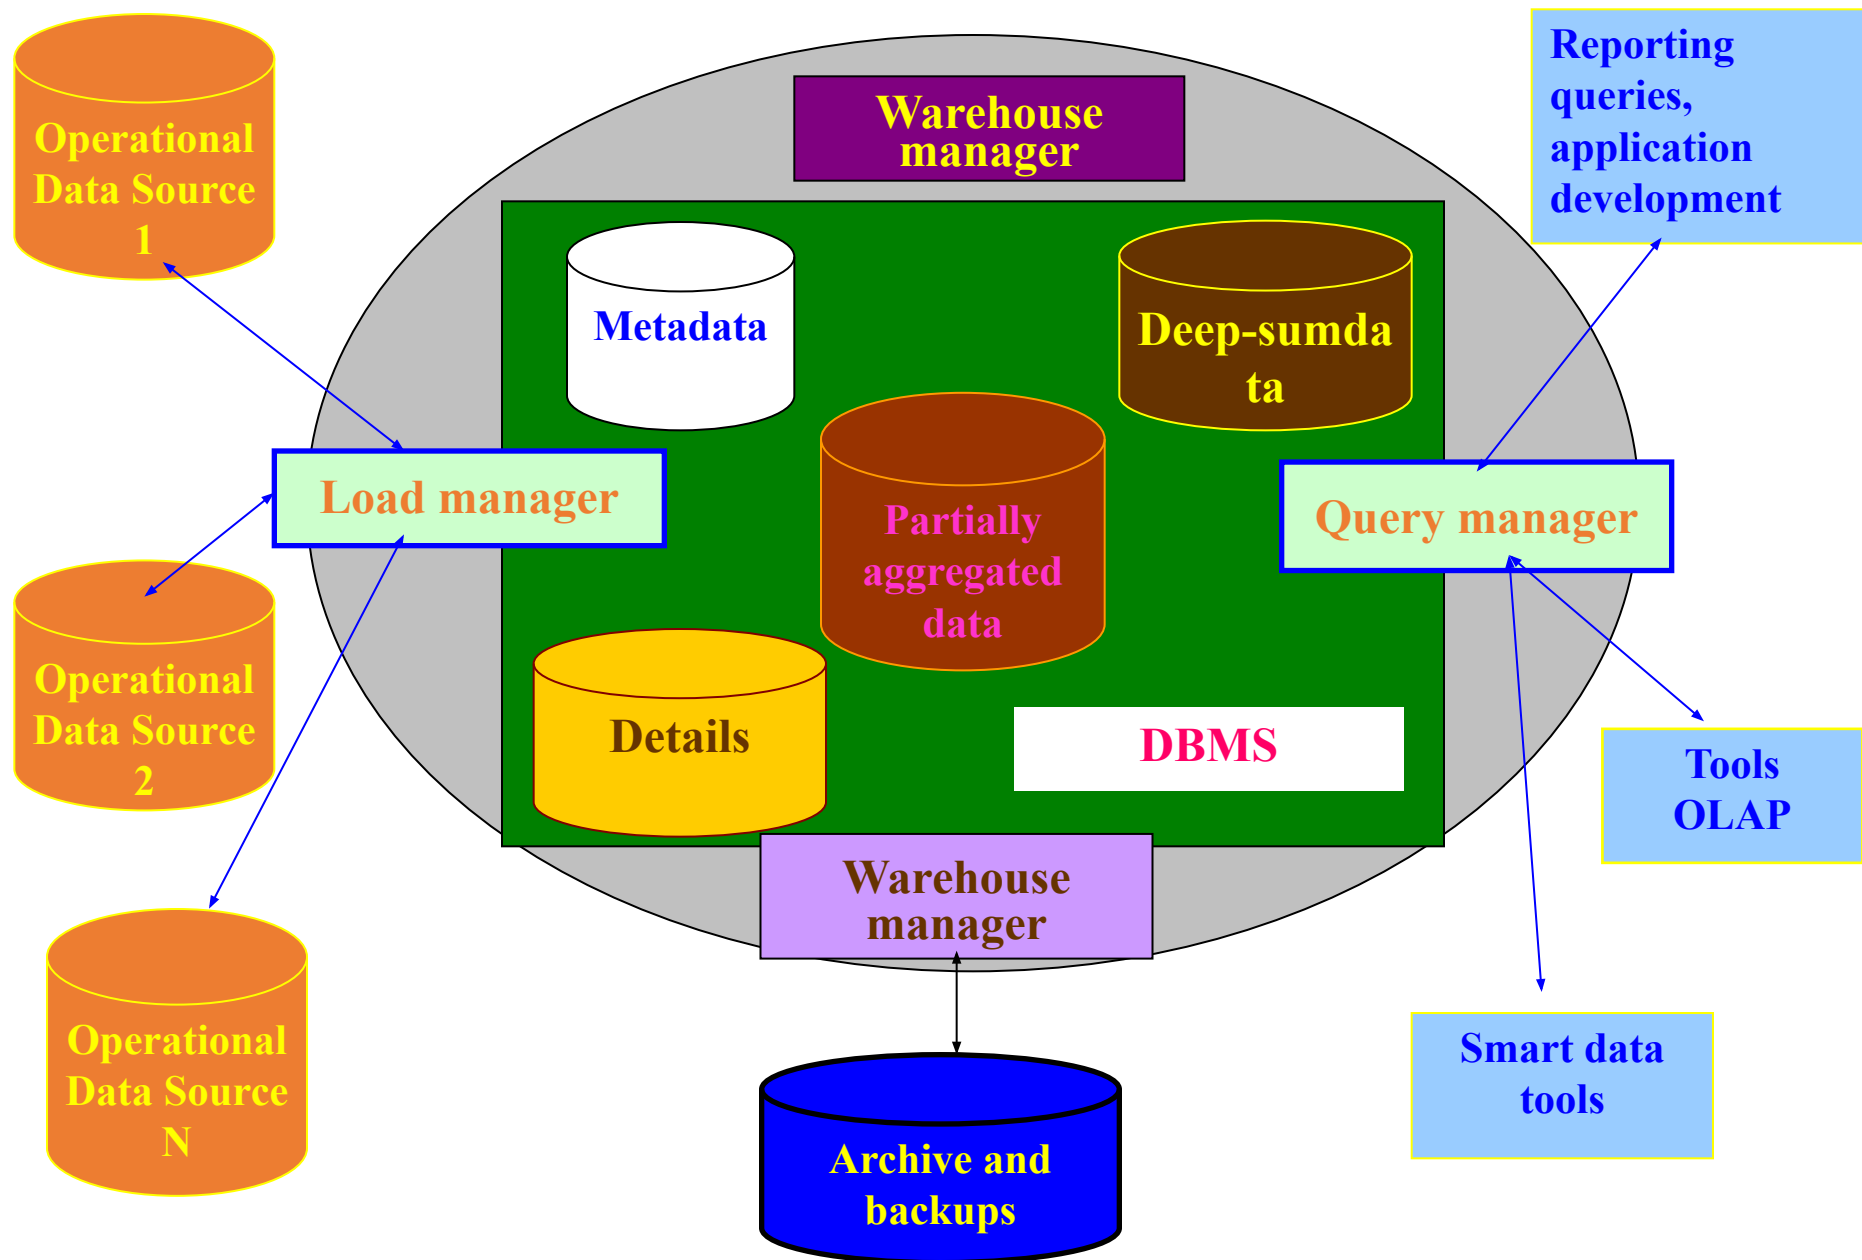 Operational
Data Source
1
Warehouse
manager
Reporting
queries,
application
development
Metadata
Deep-sumda
ta
Load manager
Partially
aggregated
data
Query manager
Operational
Data Source
2
Details
DBMS
Tools
OLAP
Warehouse
manager
Operational
Data Source
N
Smart data
tools
Archive and
backups